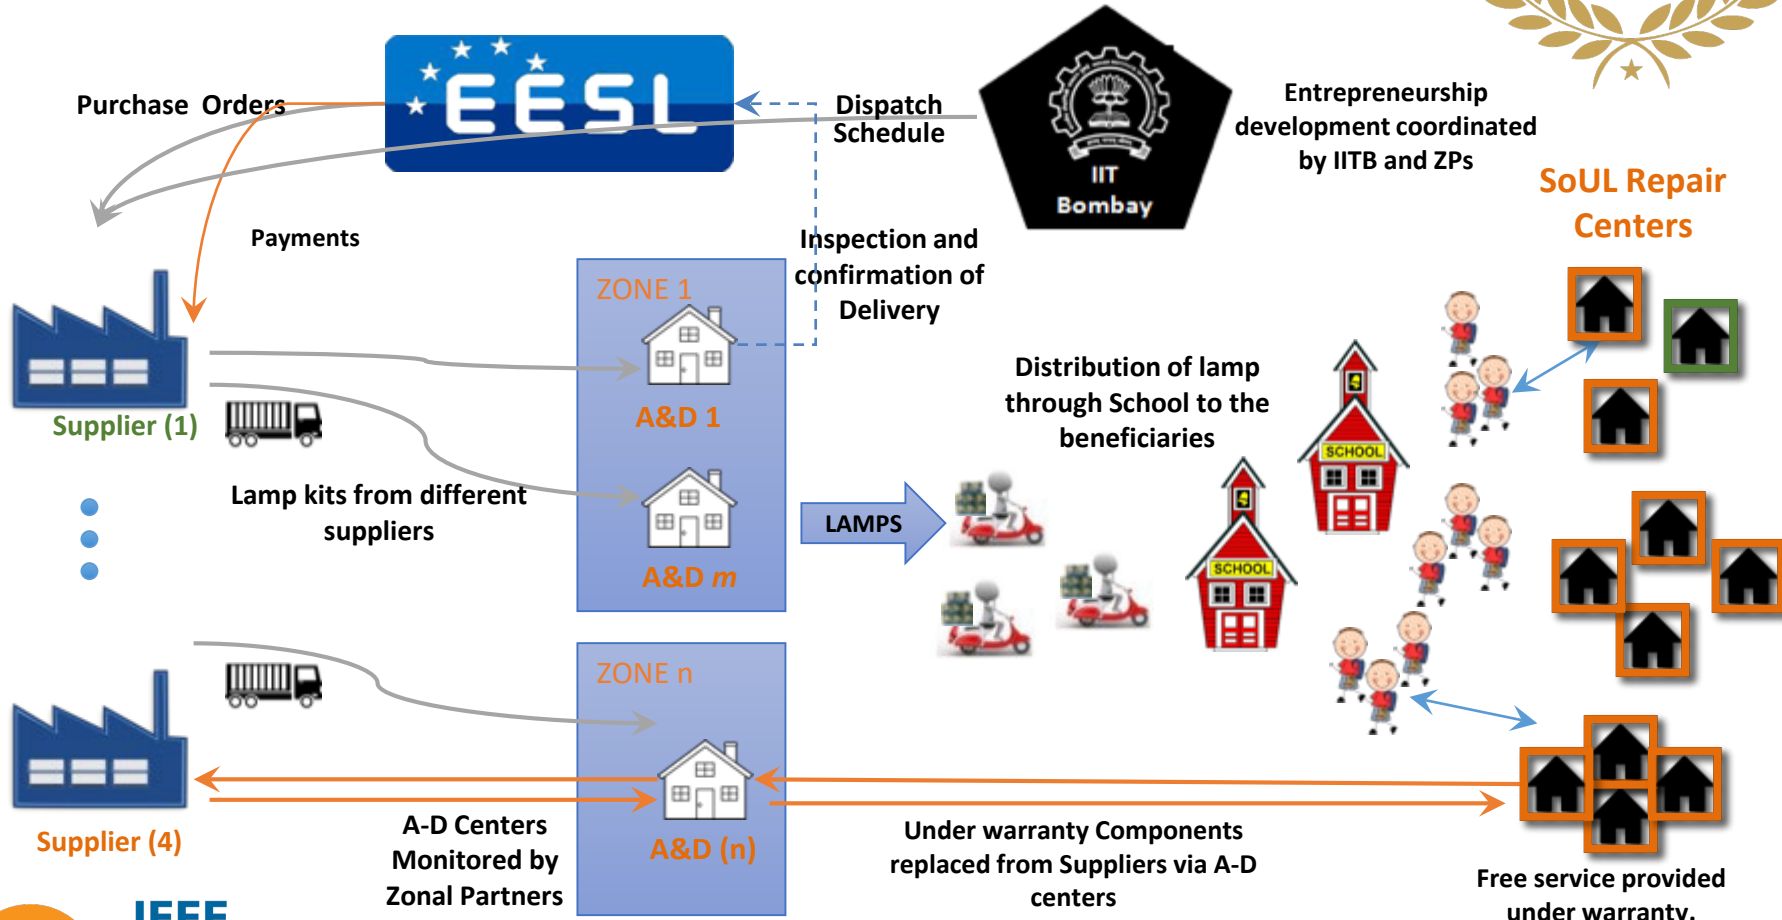 Purchase Orders
EESL
Dispatch
Schedule
IIT
Bombay
Entrepreneurship
development coordinated
by IITB and ZPs
SoUL Repair
Centers
Payments
Inspection and
confirmation of
Delivery
ZONE 1
A&D 1
A&D m
Supplier (1)
Lamp kits from different
suppliers
LAMPS
Distribution of lamp
through School to the
beneficiaries
SCHOOL
SCHOOL
ZONE n
A&D (n)
Supplier (4)
A-D Centers
Monitored by
Zonal Partners
Under warranty Components
replaced from Suppliers via A-D
centers
Free service provided
under warranty.
IEEE